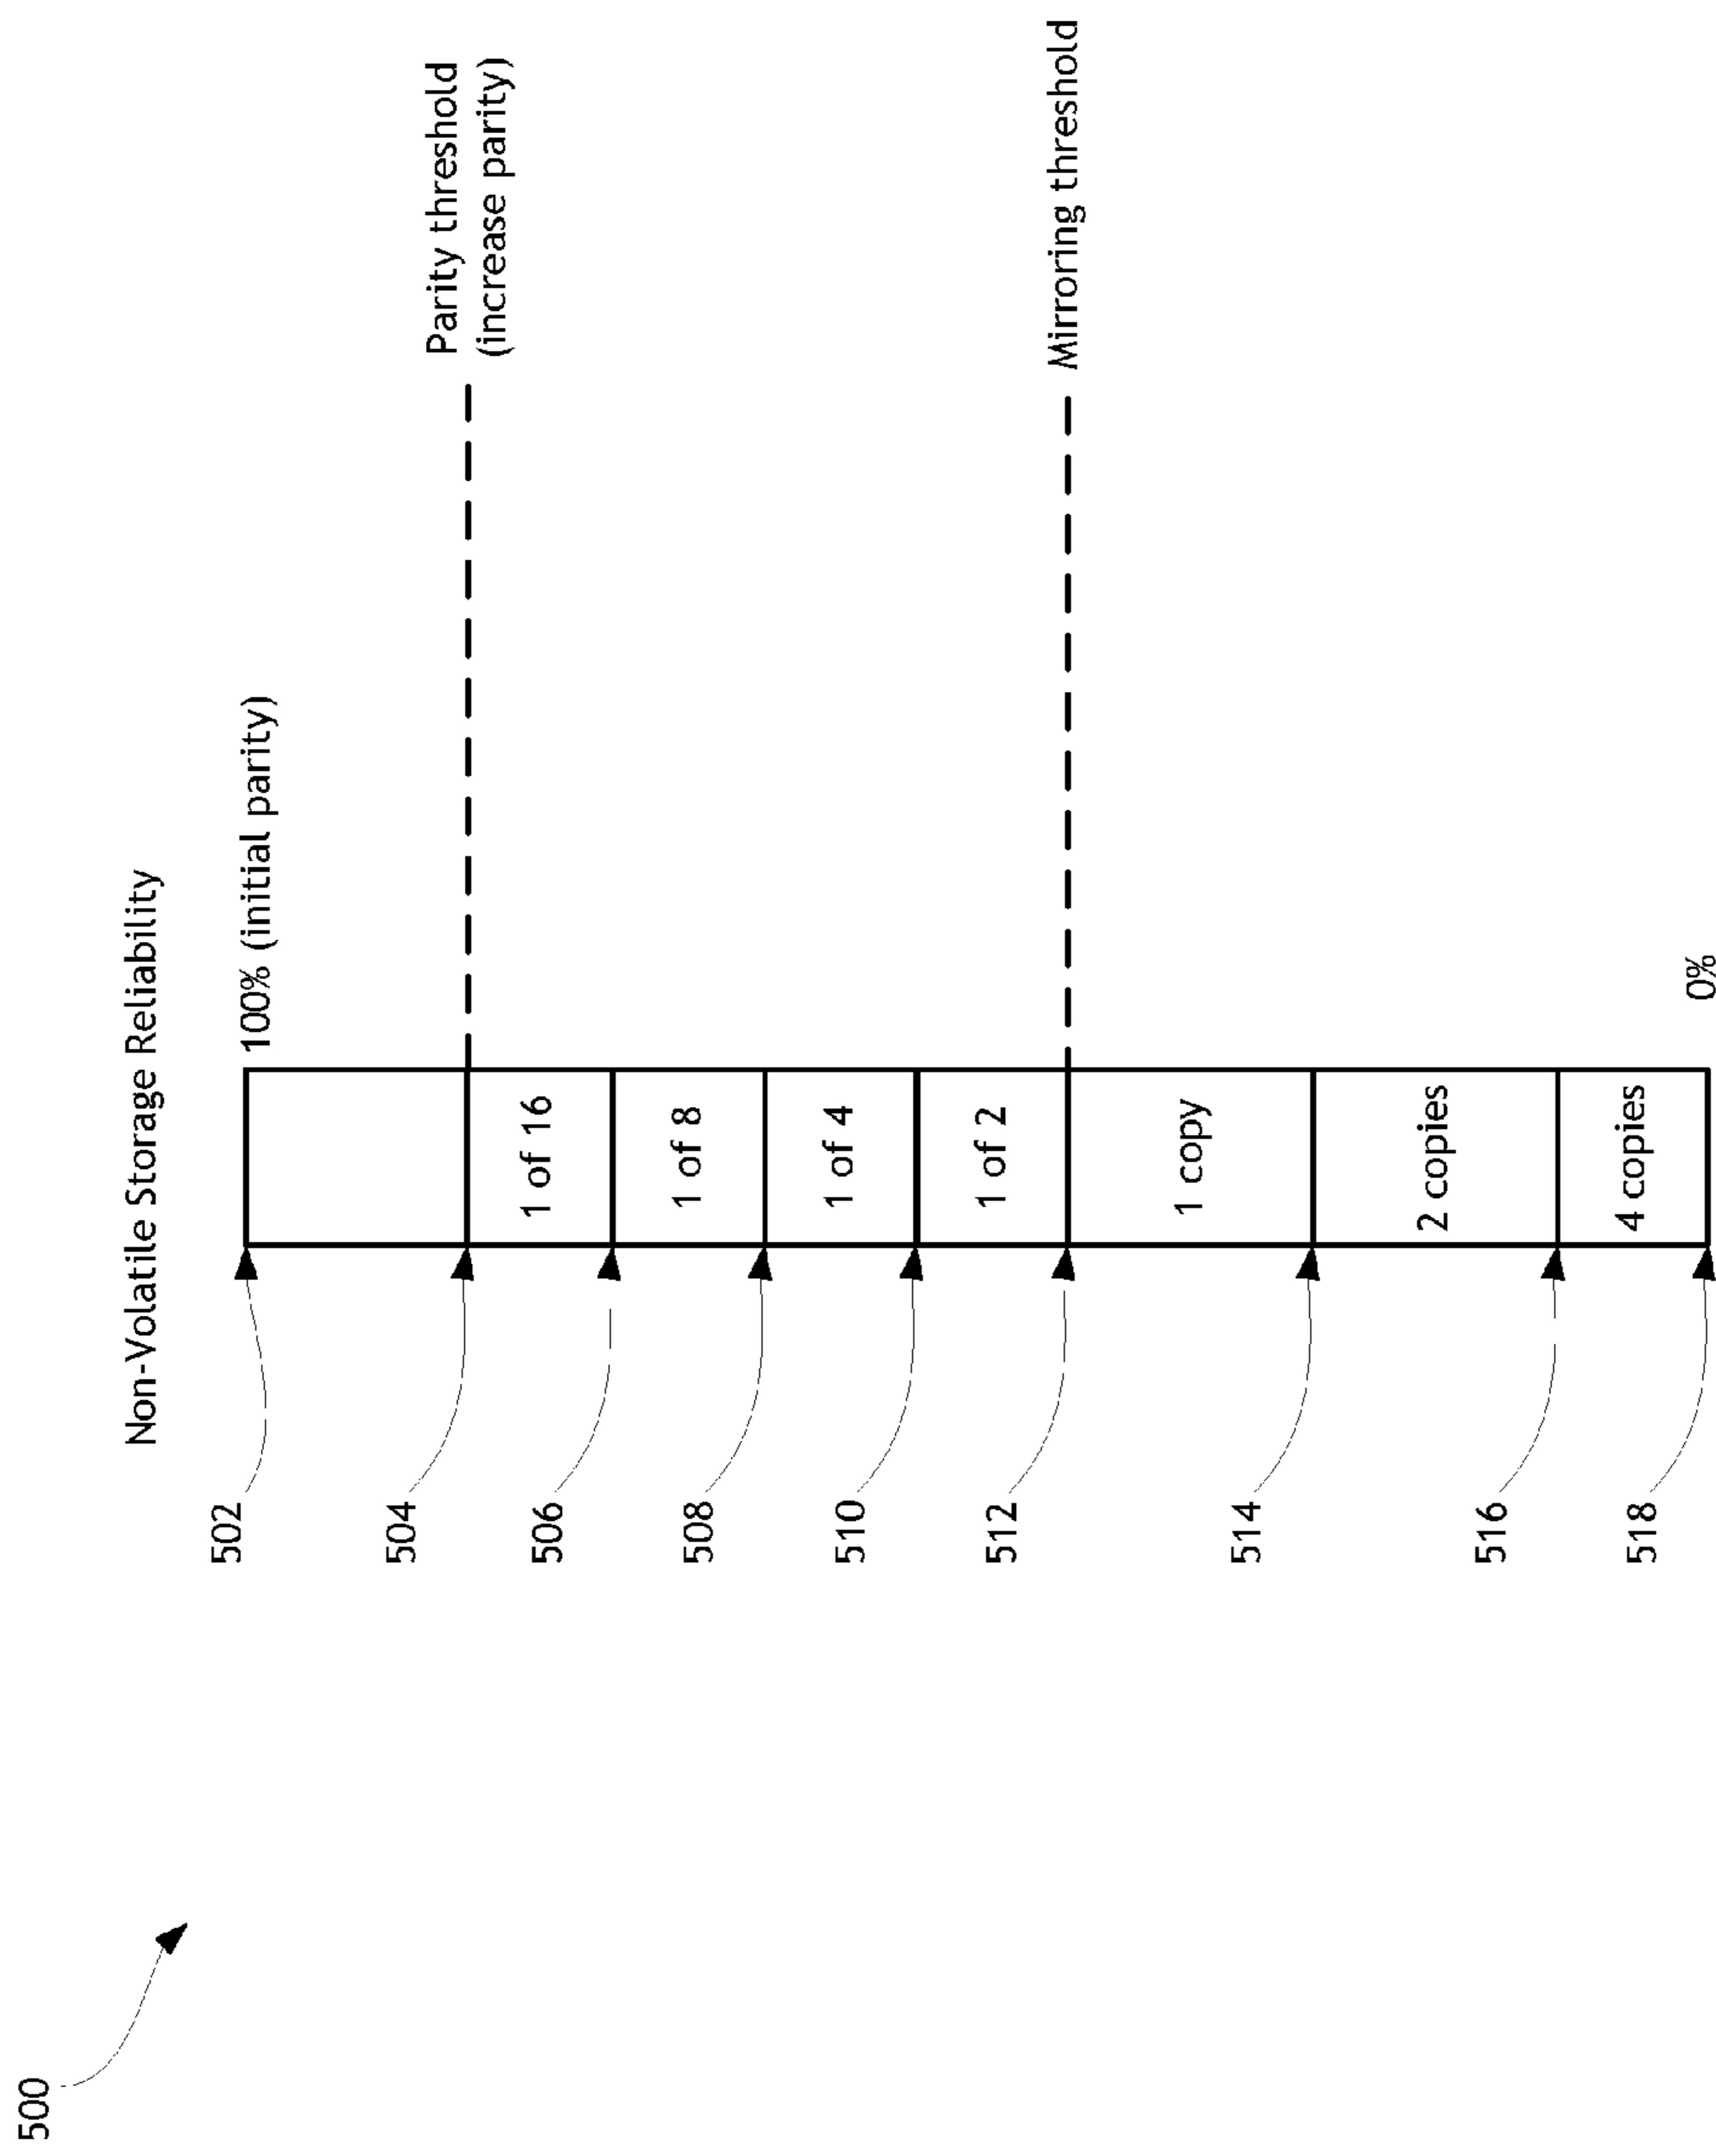 500
Non-Volatile Storage Reliability
502
100% (initial parity)
504
Parity threshold
(increase parity)
1 of 16
506
1 of 8
508
1 of 4
510
1 of 2
512
Mirroring threshold
1 copy
514
2 copies
516
4 copies
518
0%